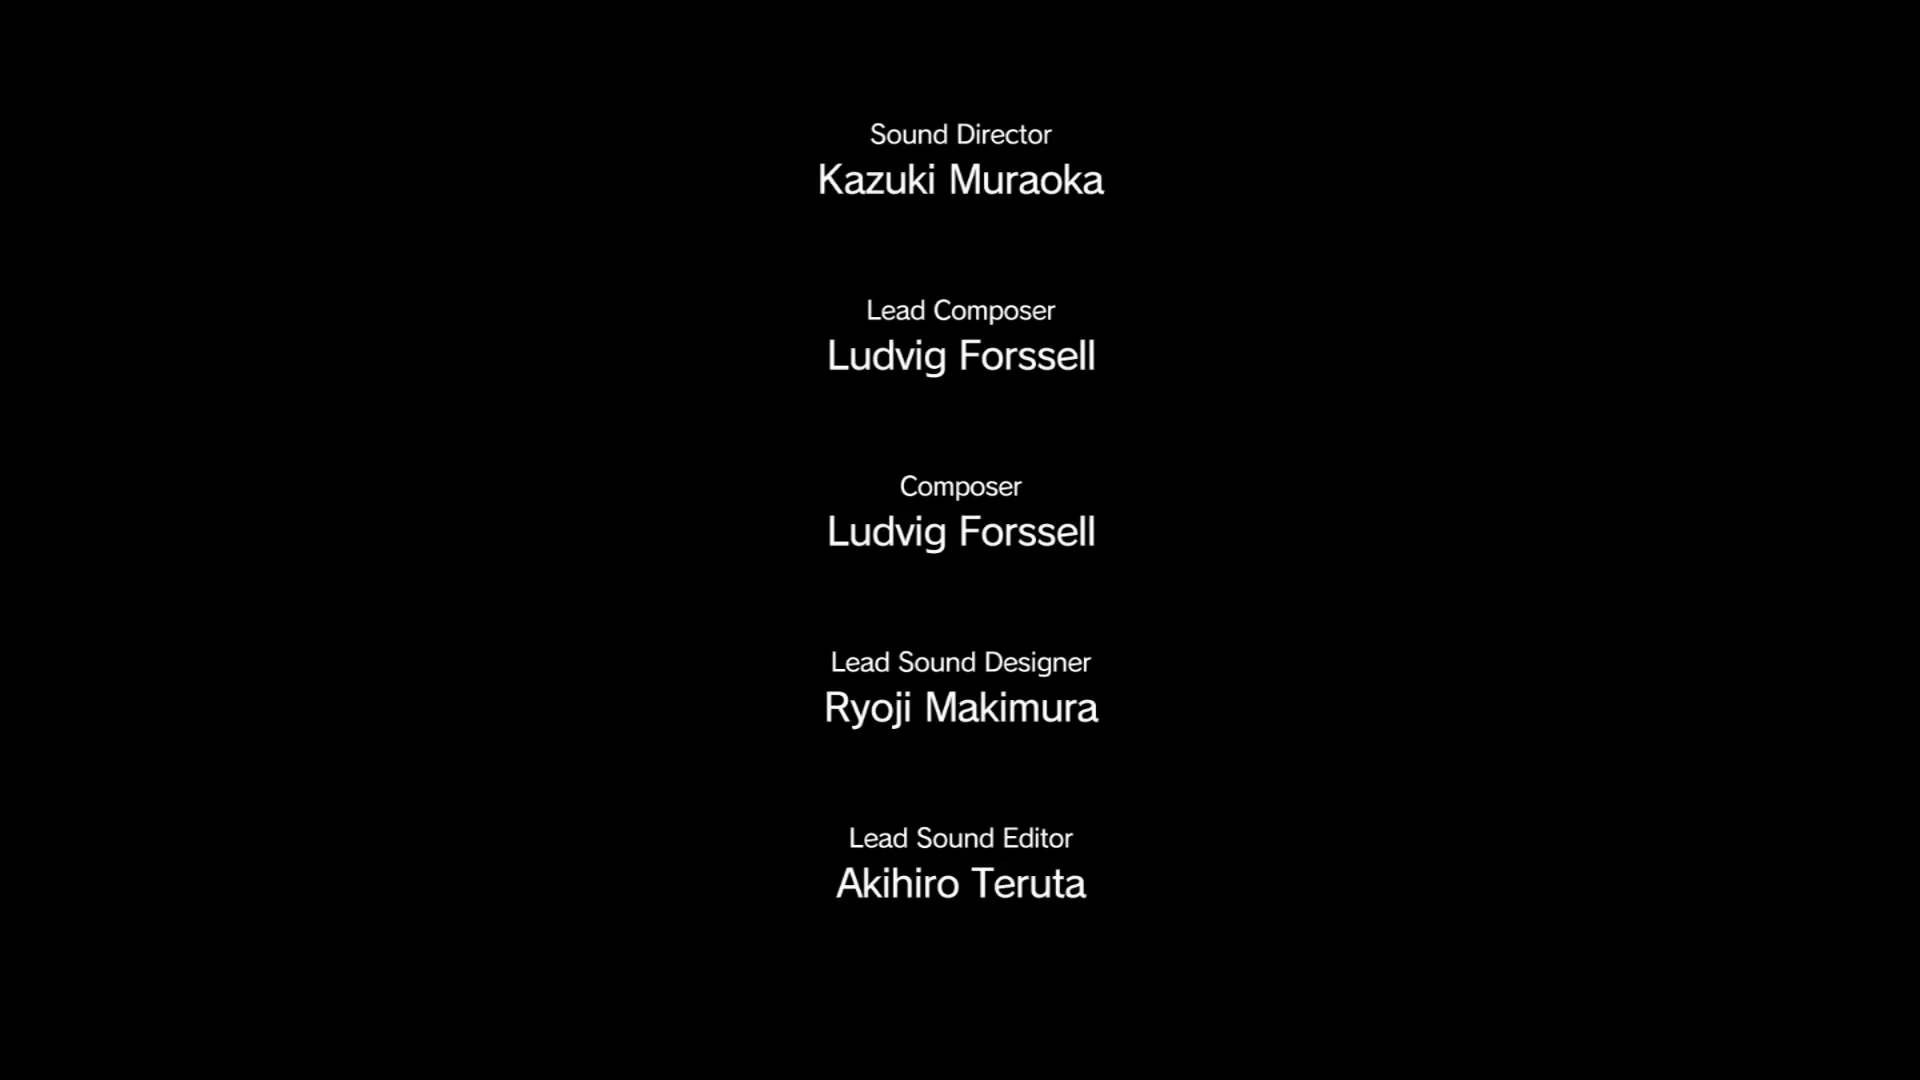 Sound Director
Kazuki Muraoka
Lead Composer
Ludvig Forssell
Composer
Ludvig Forssell
Lead Sound Designer
Ryoji Makimura
Lead Sound Editor
Akihiro Teruta